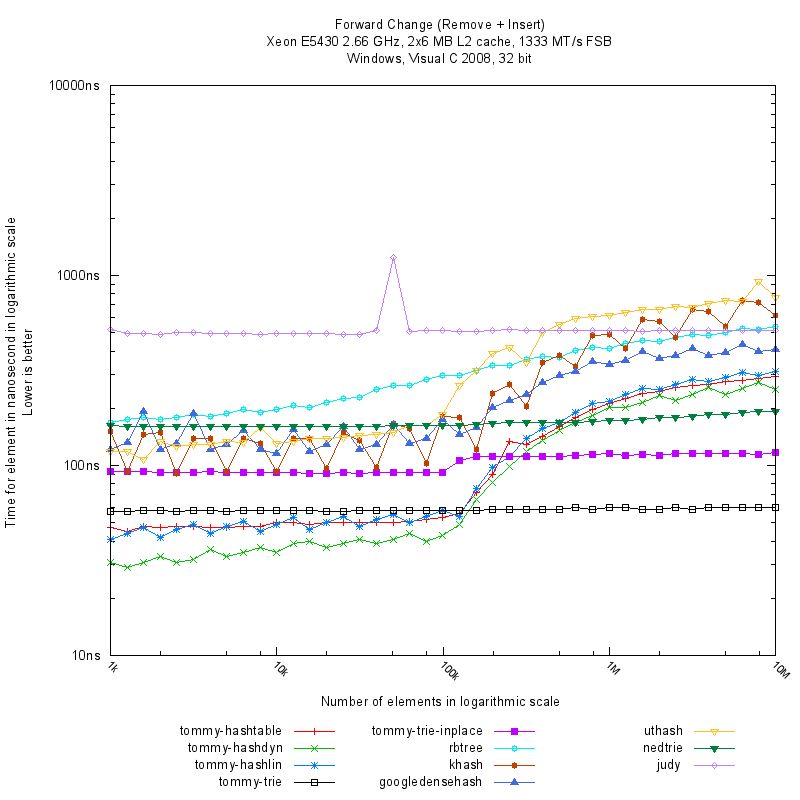 Forward Change (Remove + Insert)
Xeon E5430 2.66 GHz, 2x6 MB L2 cache, 1333 MT/s FSB
Windows, Visual C 2008, 32 bit
10000ns
1000ns
100ns
10ns
Time for element in nanosecond in logarithmic scale
Lower is better
1k
10k
100k
1M
10M
Number of elements in logarithmic scale
tommy-hashtable
tommy-hashdyn
tommy-hashlin
tommy-trie
tommy-trie-inplace
rbtree
khash
googledensehash
uthash
nedtrie
judy